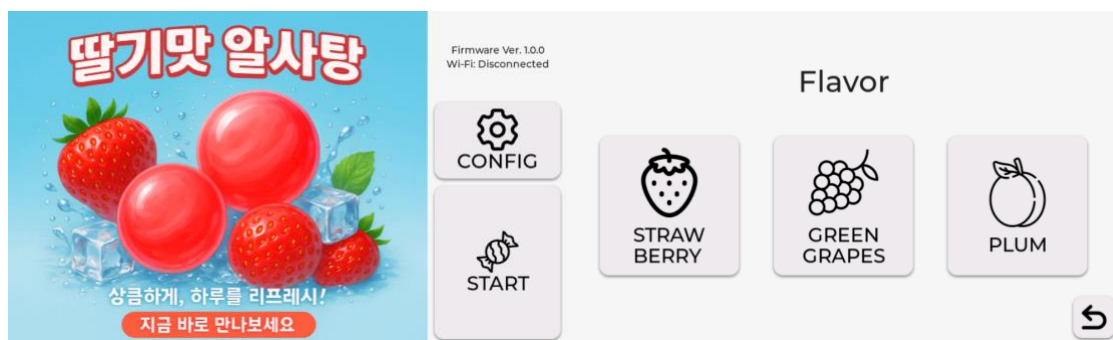 딸기맛 알사탕
상큼하게, 하루를 리프레시!
지금 바로 만나보세요
Firmware Ver. 1.0.0
Wi-Fi: Disconnected
CONFIG
START
Flavor
STRAW
BERRY
GREEN
GRAPES
PLUM